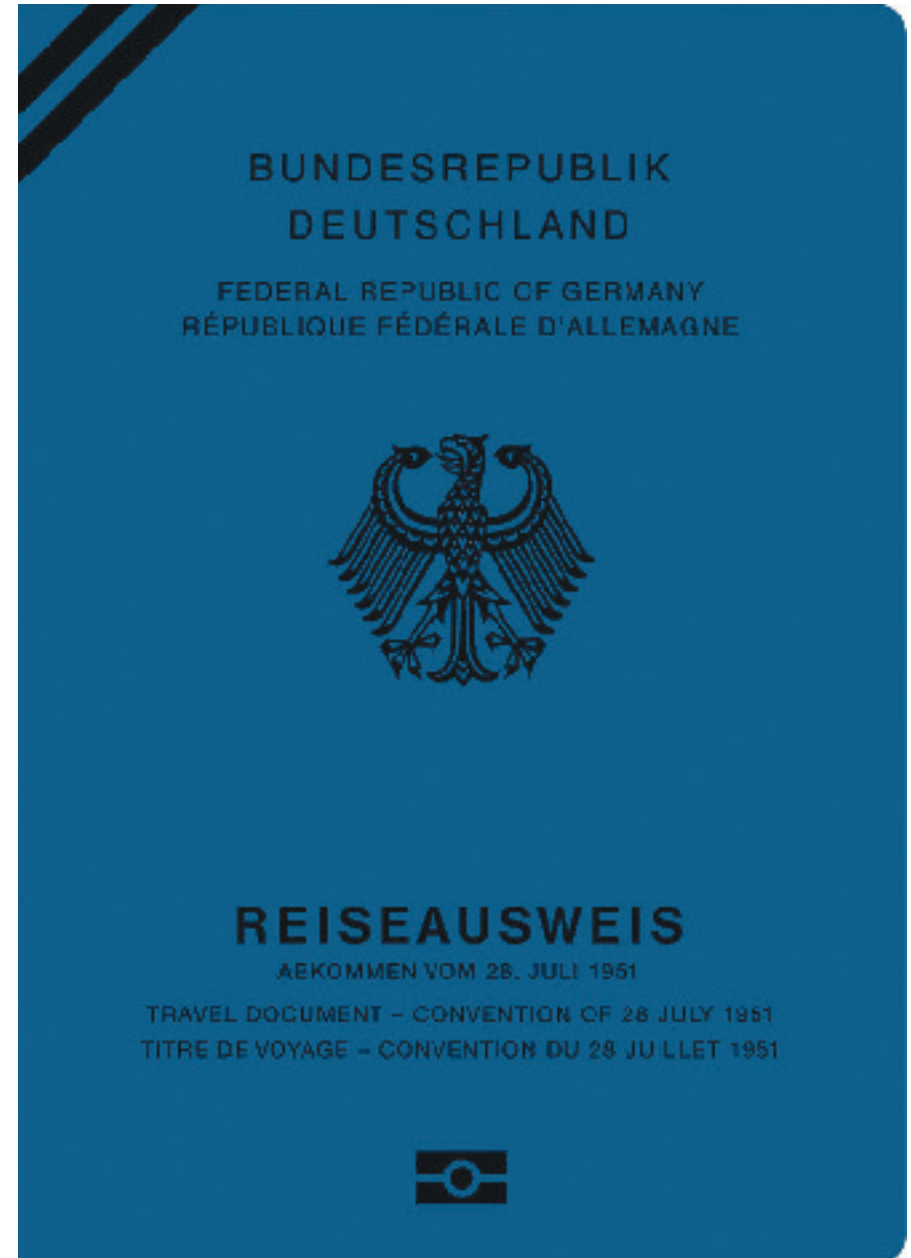 BUNDESREPUBLIK
DEUTSCHLAND
FEDERAL REPUBLIC OF GERMANY
RÉPUBLIQUE FÉDÉRALE D'ALLEMAGNE
REISEAUSWEIS
ABKOMMEN VOM 28. JULI 1951
TRAVEL DOCUMENT – CONVENTION OF 28 JULY 1951
TITRE DE VOYAGE – CONVENTION DU 28 JUILLET 1951